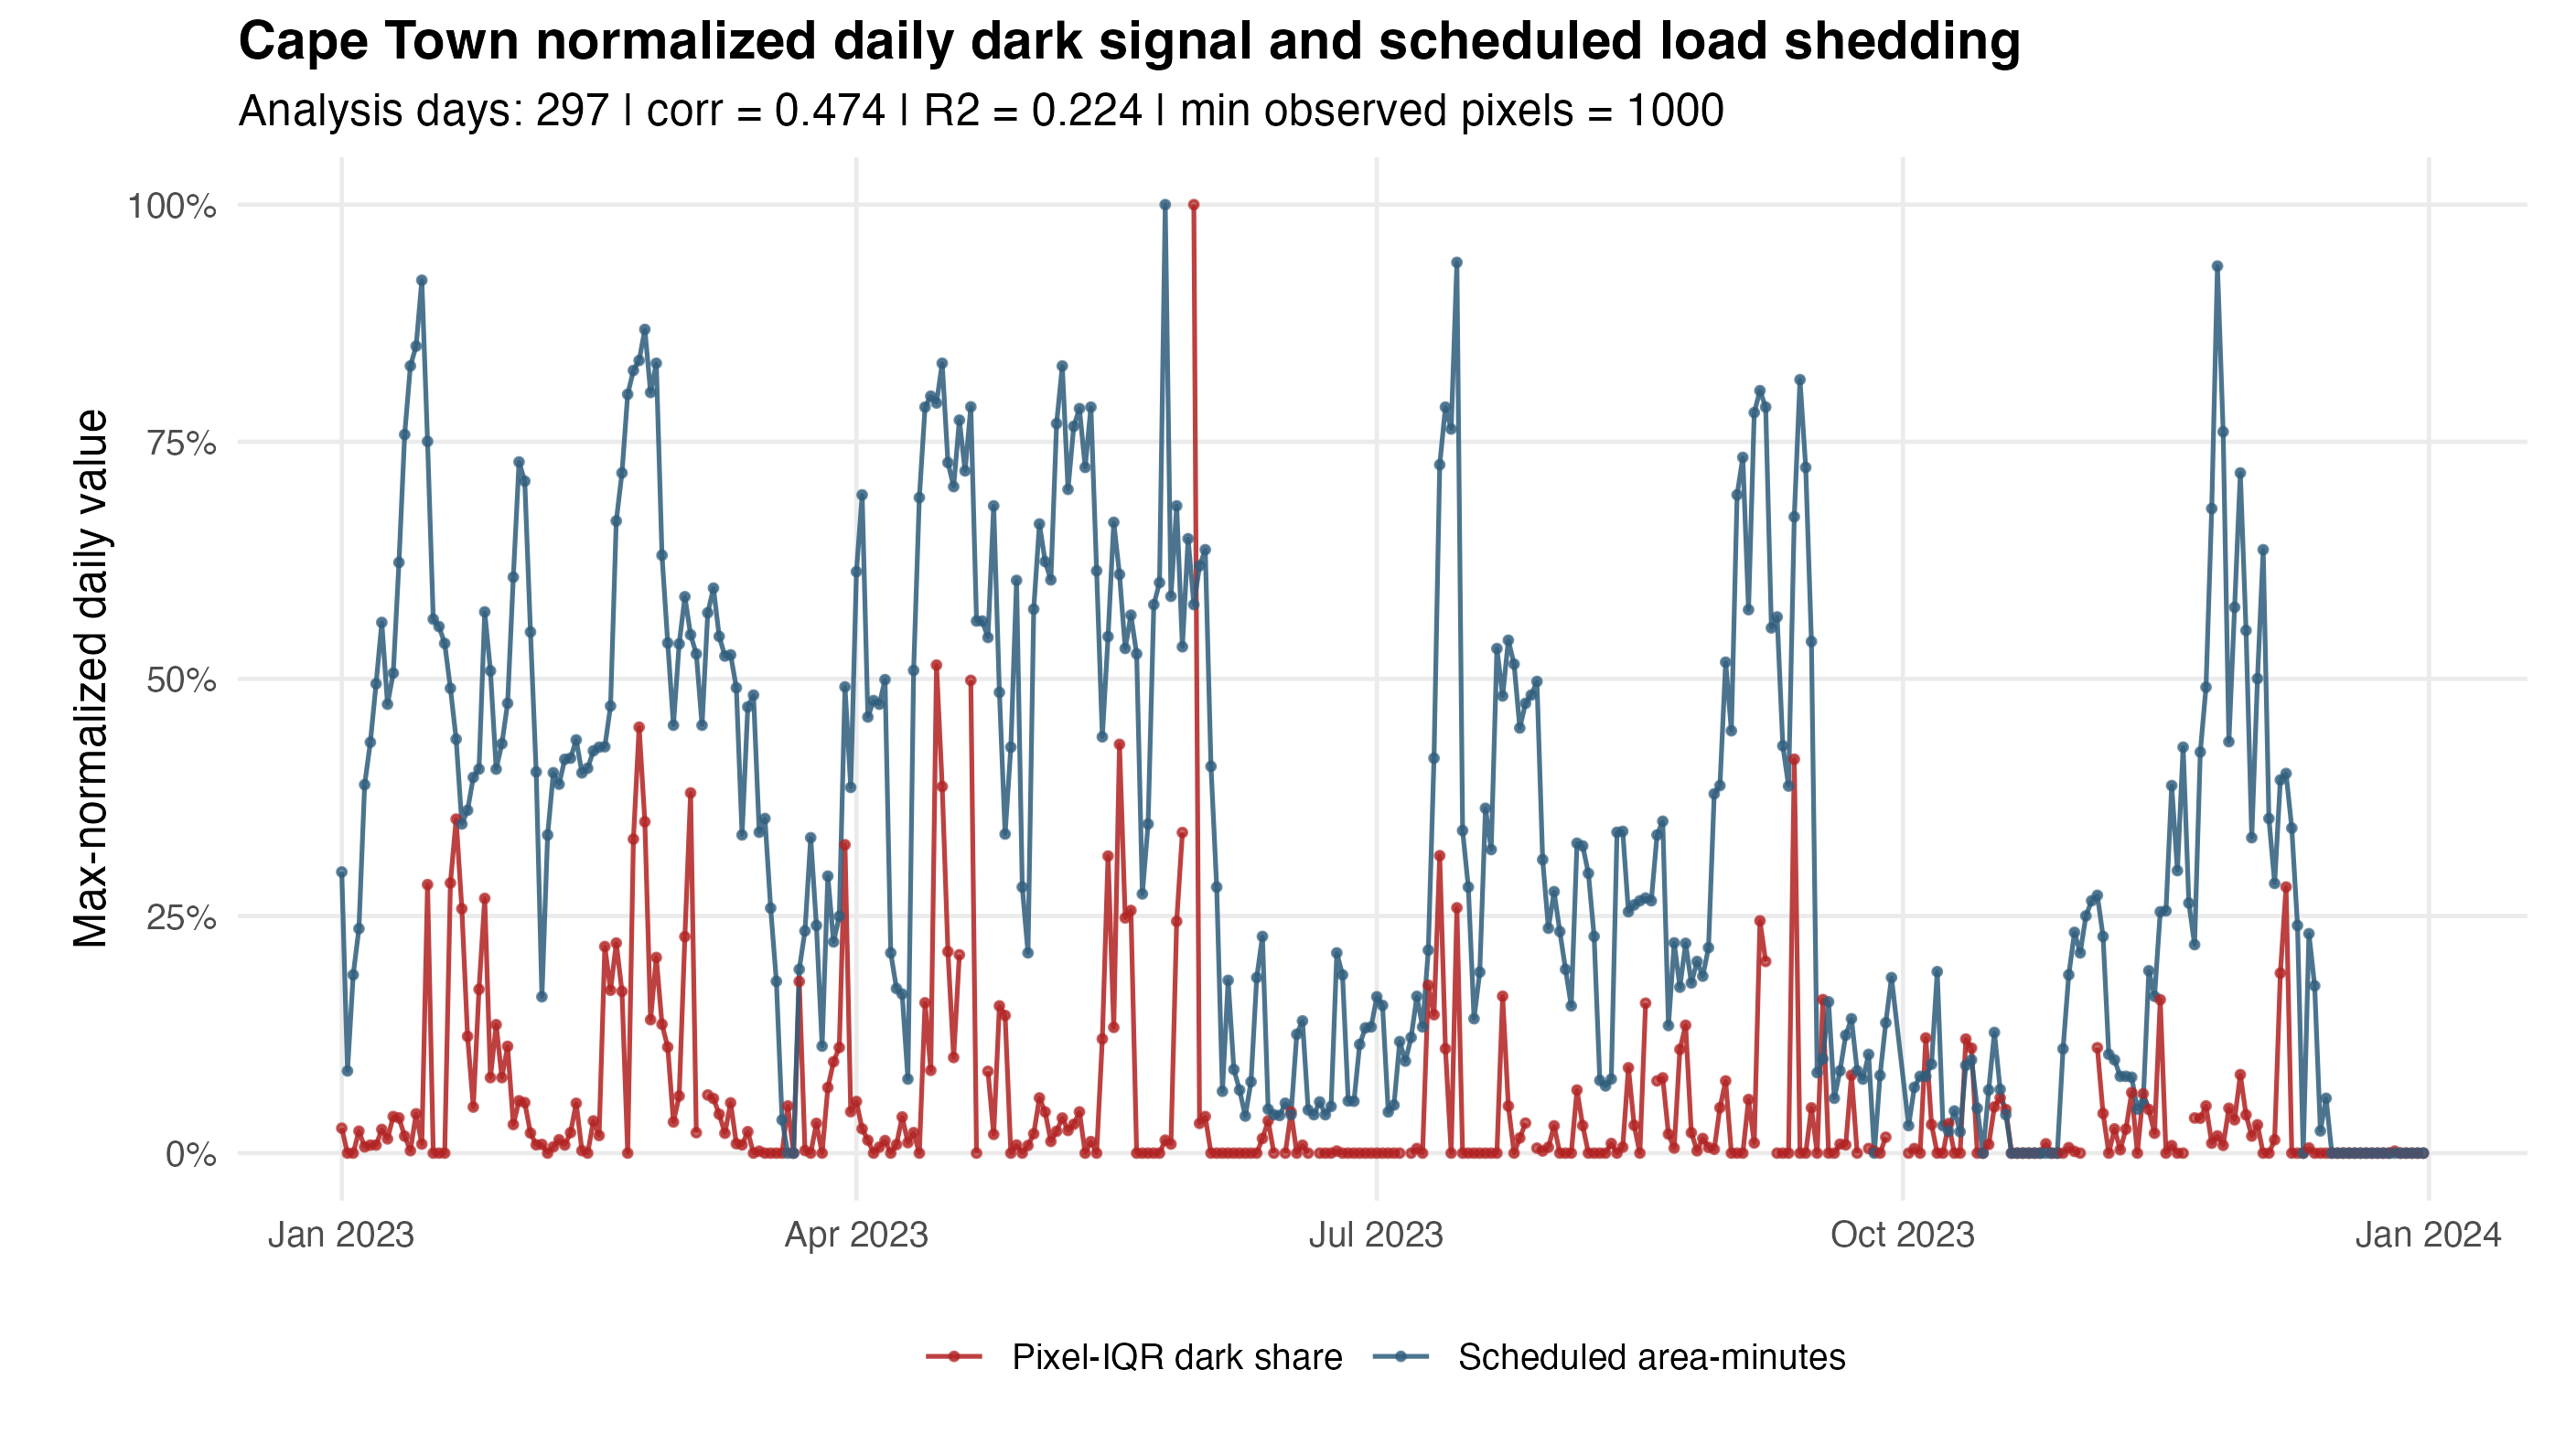 Cape Town normalized daily dark signal and scheduled load shedding
Analysis days: 297 | corr = 0.474 | R2 = 0.224 | min observed pixels = 1000
Max-normalized daily value
100%
75%
50%
25%
0%
Jan 2023
Apr 2023
Jul 2023
Oct 2023
Jan 2024
Pixel-IQR dark share
Scheduled area-minutes